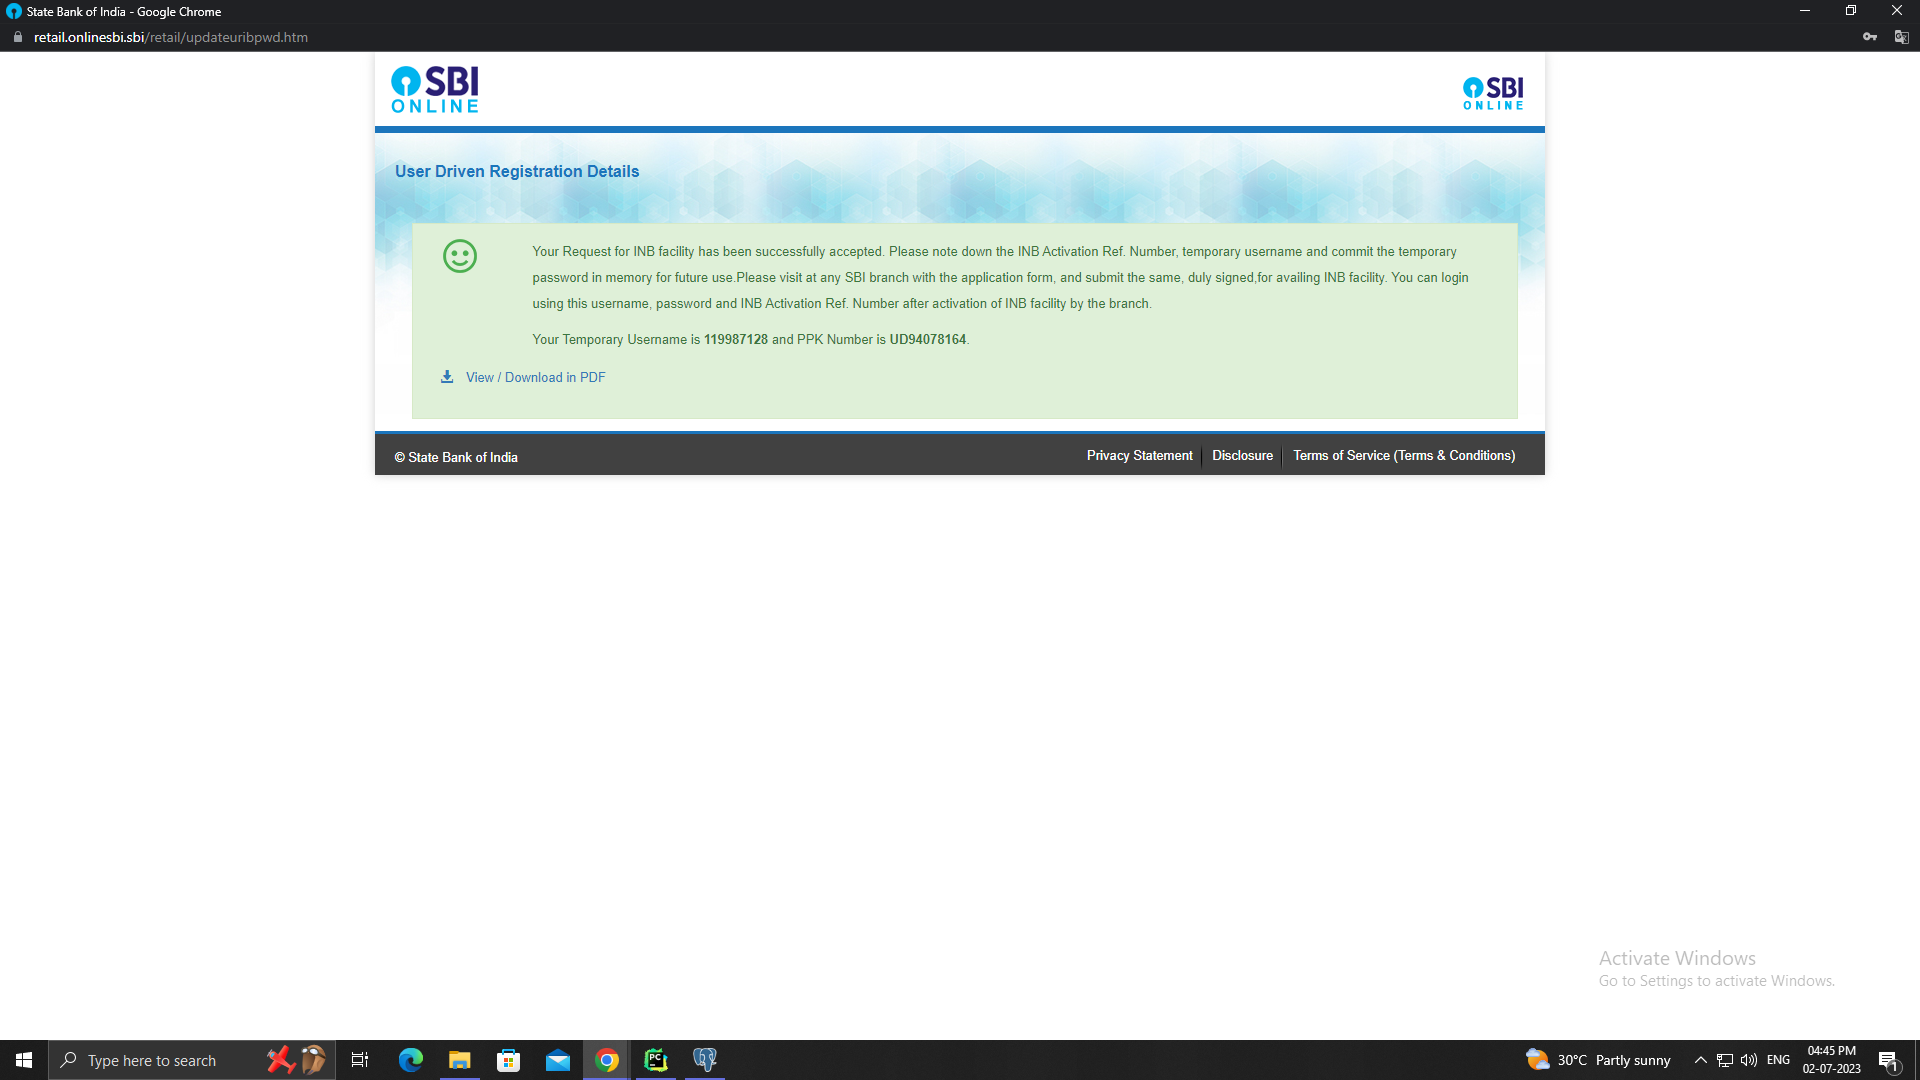 State Bank of India - Google Chrome
retail.onlinesbi.sbi/retail/updateuribpwd.htm
SBI
ONLINE
SBI
ONLINE
User Driven Registration Details
Your Request for INB facility has been successfully accepted. Please note down the INB Activation Ref. Number, temporary username and commit the temporary
password in memory for future use.Please visit at any SBI branch with the application form, and submit the same, duly signed,for availing INB facility. You can login
using this username, password and INB Activation Ref. Number after activation of INB facility by the branch.
Your Temporary Username is 119987128 and PPK Number is UD94078164.
View / Download in PDF
© State Bank of India
Privacy Statement
Disclosure
Terms of Service (Terms & Conditions)
Activate Windows
Go to Settings to activate Windows.
Type here to search
PC
30°C Partly sunny
ENG
04:45 PM
02-07-2023
1